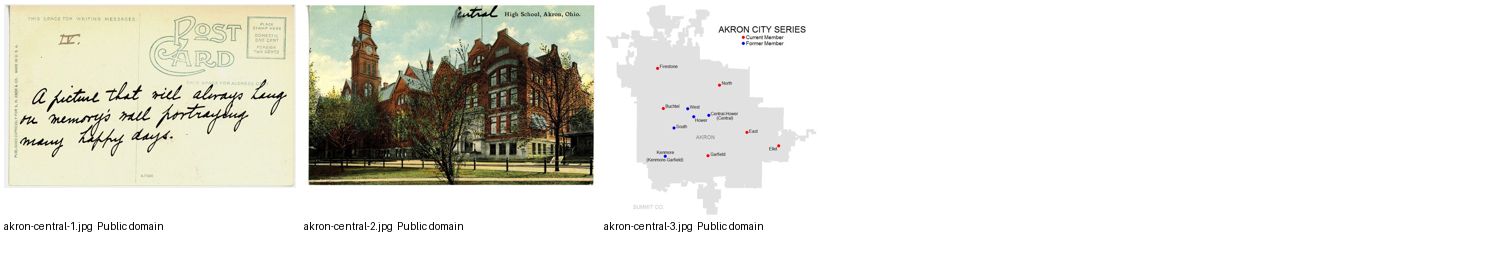 THIS SPACE FOR WRITING MESSAGES.
IV.
POST
CARD
PLACE
STAMP HERE
DOMESTIC
ONE CENT
FOREIGN
TWO CENTS
THIS SPACE FOR ADDRESS ONLY
A picture that will always hang
on memory's wall portraying
many happy days.
akron-central-1.jpg Public domain
Central High School, Akron, Ohio.
akron-central-2.jpg Public domain
AKRON CITY SERIES
Current Member
Former Member
Firestone
North
Buchtel
West
Central-Hower
(Central)
Hower
South
East
AKRON
Ellet
Kenmore
(Kenmore-Garfield)
Garfield
SUMMIT CO.
akron-central-3.jpg Public domain